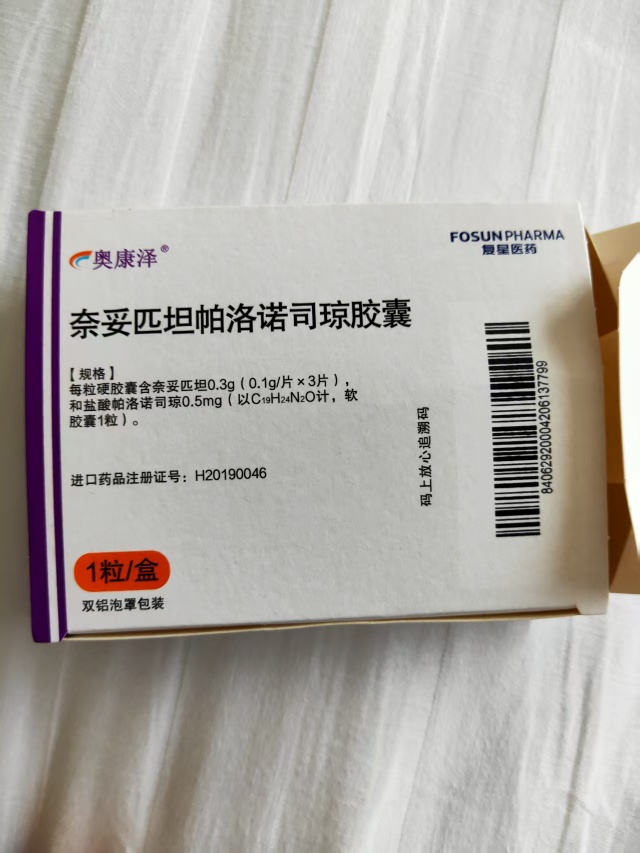 奥康泽®
FOSUN PHARMA
复星医药
奈妥匹坦帕洛诺司琼胶囊
【规格】
每粒硬胶囊含奈妥匹坦0.3g（0.1g/片×3片），
和盐酸帕洛诺司琼0.5mg（以C₁₉H₂₄N₂O计，软
胶囊1粒）。
进口药品注册证号：H20190046
码上放心追溯码
84062920004206137799
1粒/盒
双铝泡罩包装